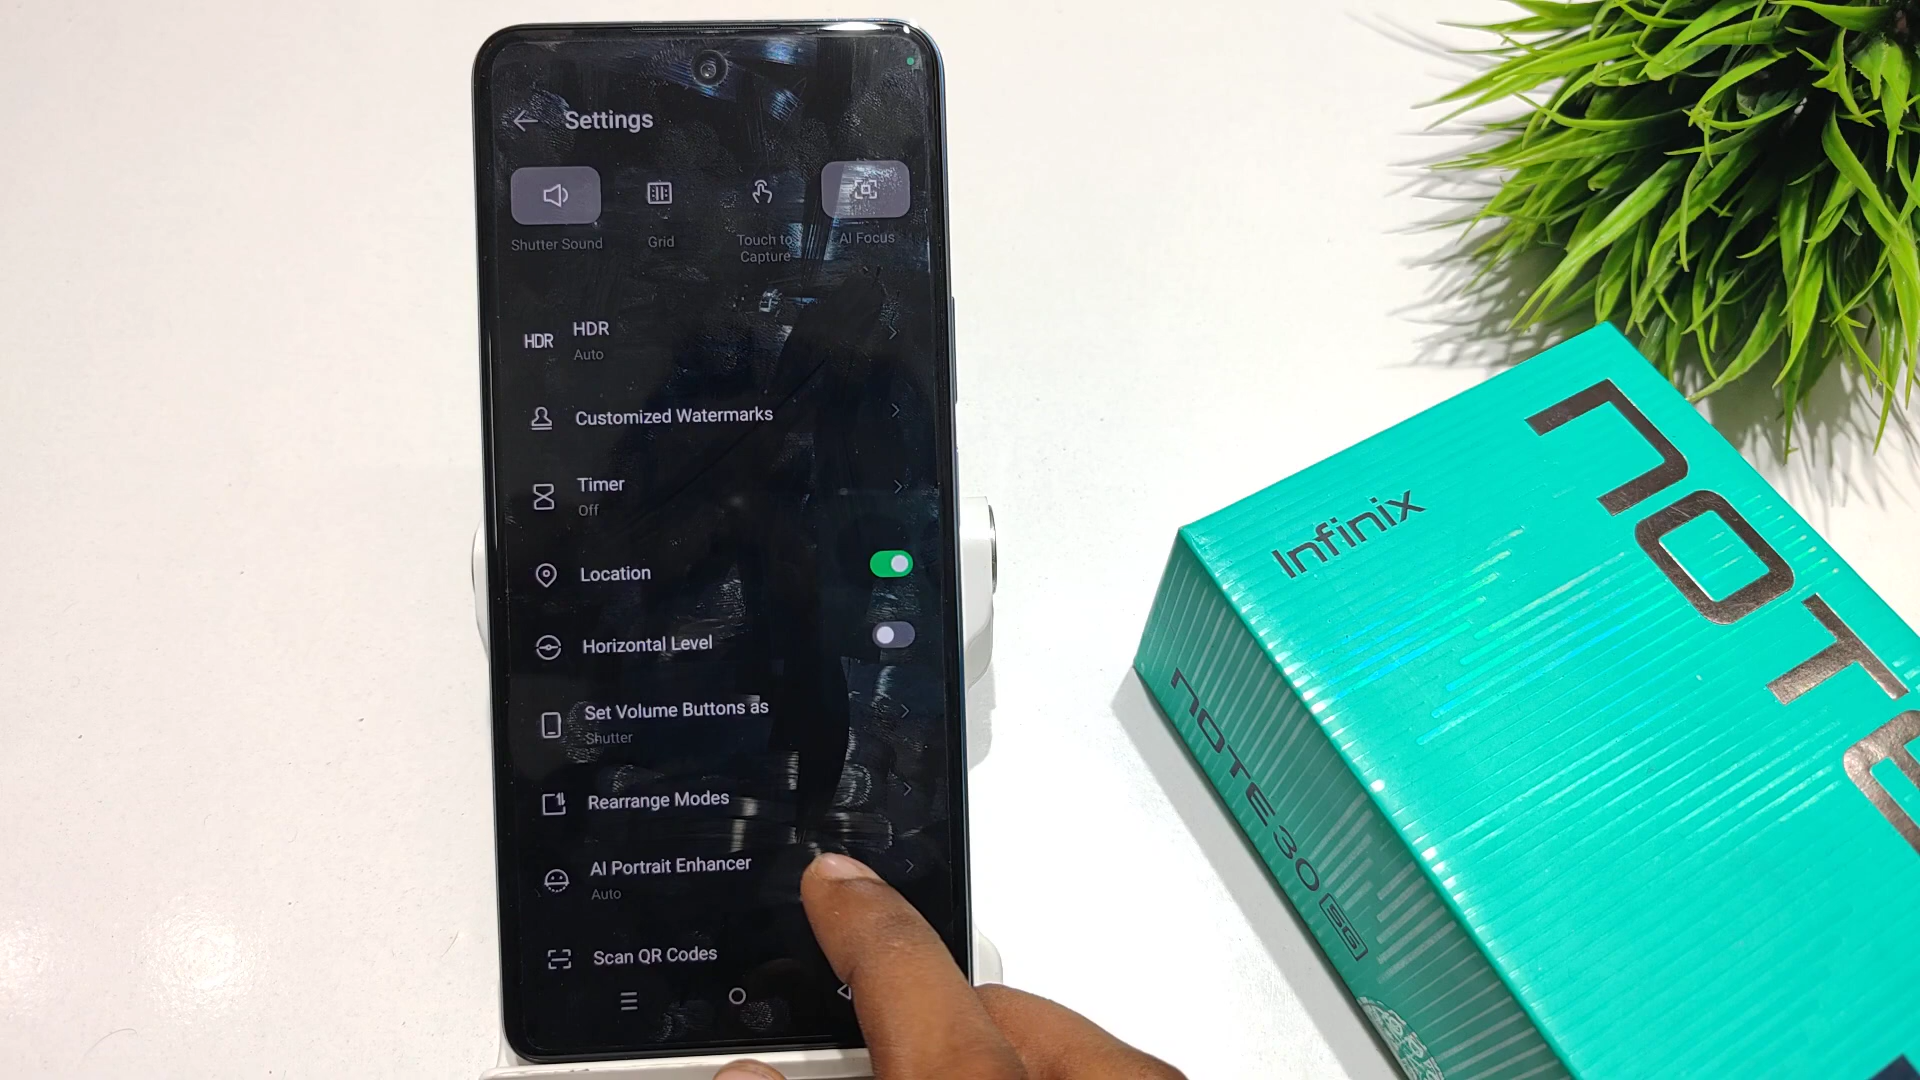 Settings
Shutter Sound
Grid
Touch to
Capture
AI Focus
HDR
HDR
Auto
Customized Watermarks
Timer
Off
Location
Horizontal Level
Set Volume Buttons as
Shutter
Rearrange Modes
AI Portrait Enhancer
Auto
Scan QR Codes
Infinix
NOTE
NOTE 30 5G